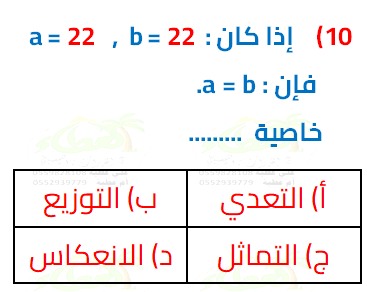 10) إذا كان : a = 22 , b = 22
فإن : a = b.
خاصية .........
أ) التعدي
ب) التوزيع
ج) التماثل
د) الانعكاس